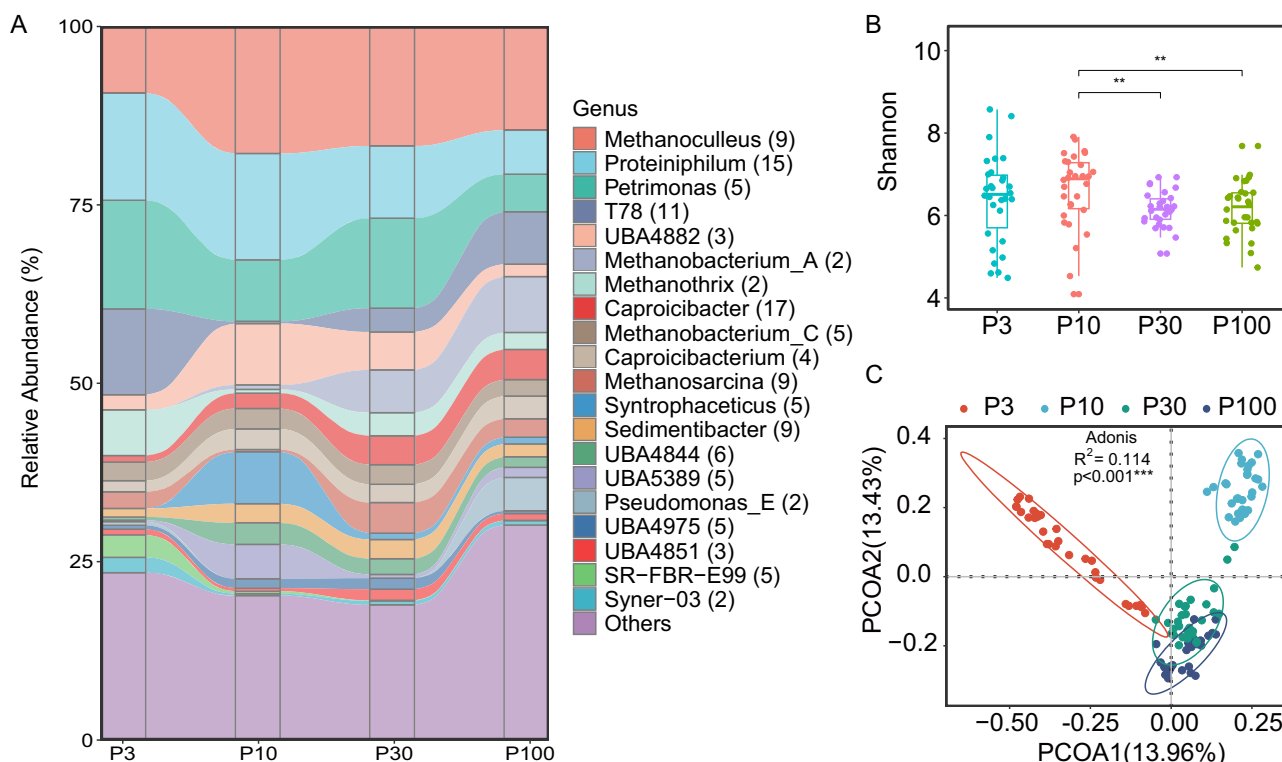 A
Relative Abundance (%)
100
75
50
25
0
P3 P10 P30 P100
Genus
Methanoculleus (9)
Proteiniphilum (15)
Petrimonas (5)
T78 (11)
UBA4882 (3)
Methanobacterium_A (2)
Methanothrix (2)
Caproicibacter (17)
Methanobacterium_C (5)
Caproicibacterium (4)
Methanosarcina (9)
Syntrophaceticus (5)
Sedimentibacter (9)
UBA4844 (6)
UBA5389 (5)
Pseudomonas_E (2)
UBA4975 (5)
UBA4851 (3)
SR−FBR−E99 (5)
Syner−03 (2)
Others
B
Shannon
10
8
6
4
**
**
P3 P10 P30 P100
C
P3 P10 P30 P100
PCOA2(13.43%)
0.4
0.2
0.0
−0.2
Adonis
R²= 0.114
p<0.001***
−0.50 −0.25 0.00 0.25
PCOA1(13.96%)